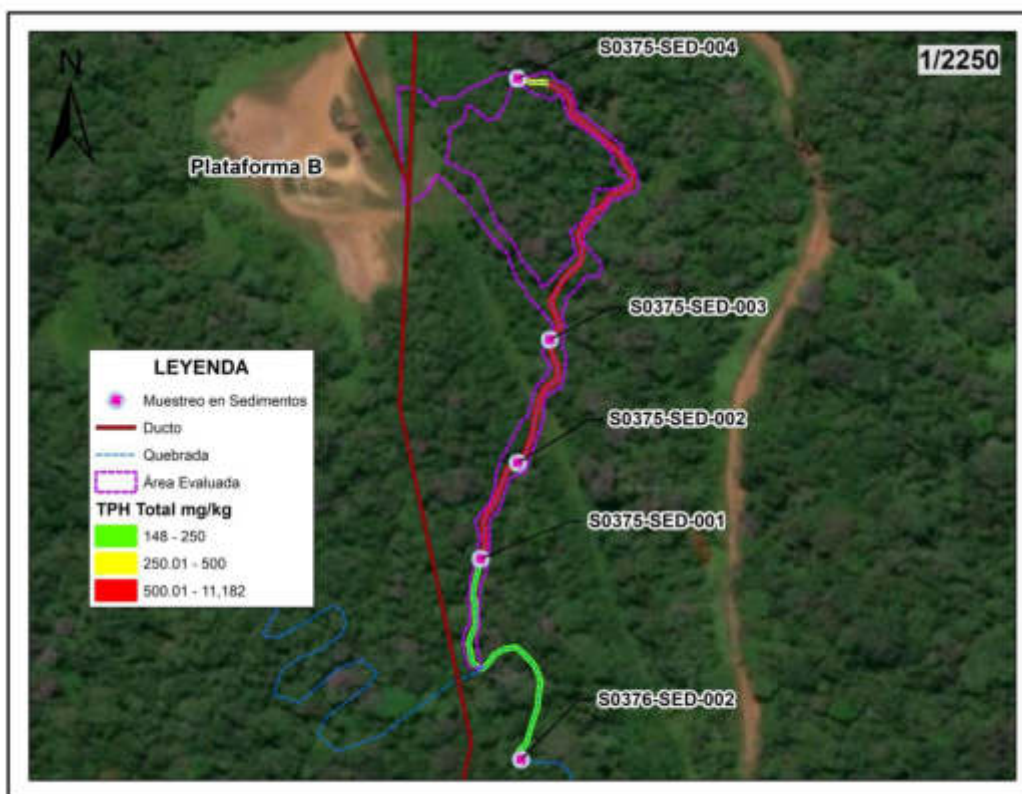 S0375-SED-004
1/2250
N
Plataforma B
S0375-SED-003
LEYENDA
Muestreo en Sedimentos
Ducto
Quebrada
Área Evaluada
TPH Total mg/kg
148 - 250
250.01 - 500
500.01 - 11,182
S0375-SED-002
S0375-SED-001
S0376-SED-002